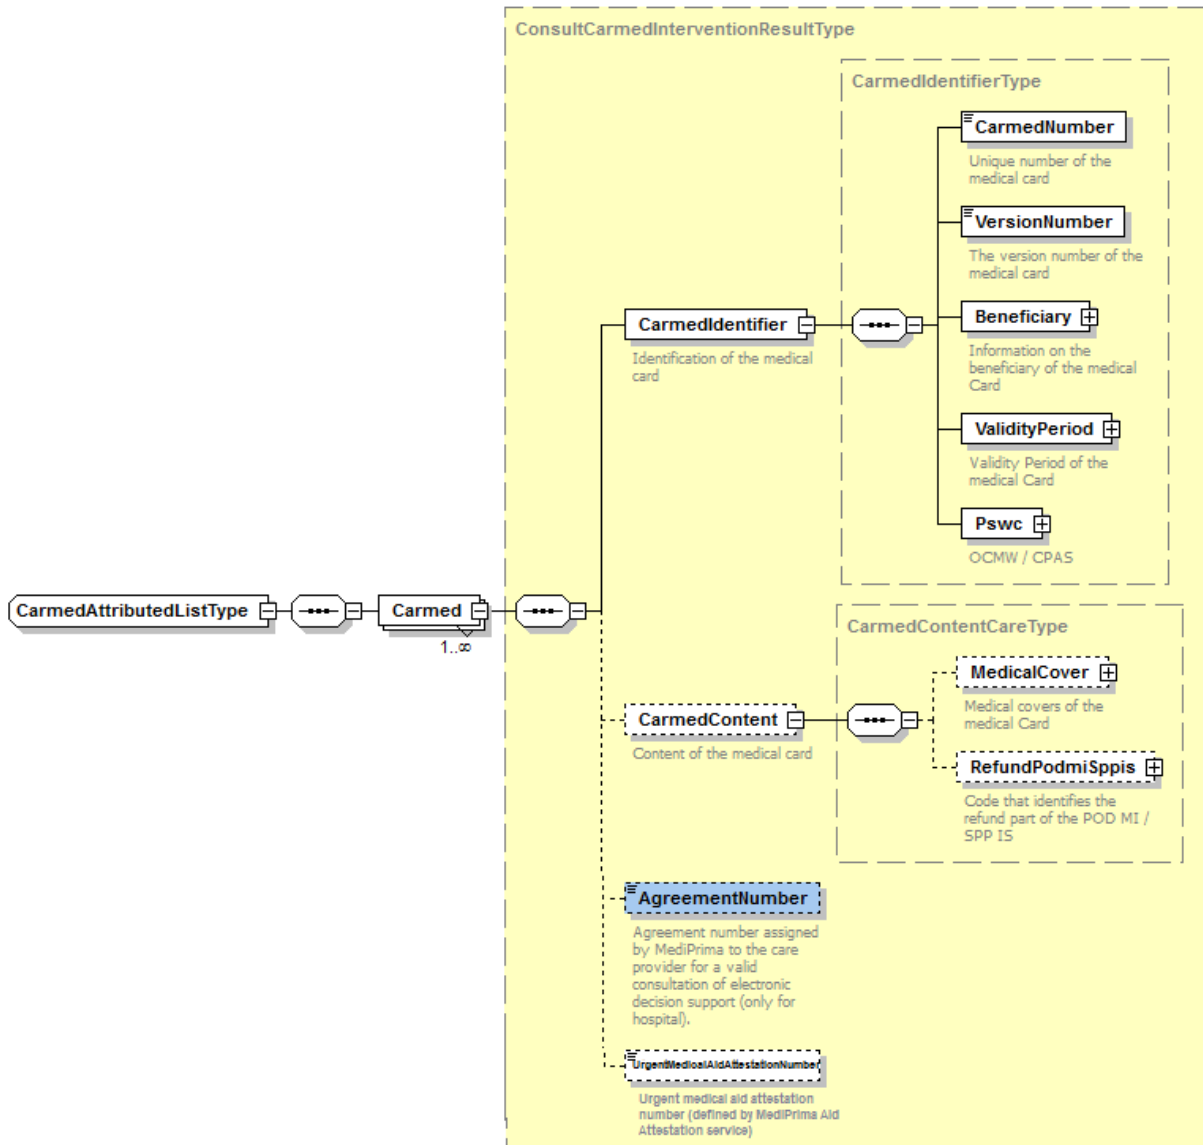 ConsultCarmedInterventionResultType
CarmedIdentifierType
CarmedNumber
Unique number of the
medical card
VersionNumber
The version number of the
medical card
CarmedIdentifier
Identification of the medical
card
Beneficiary
Information on the
beneficiary of the medical
Card
ValidityPeriod
Validity Period of the
medical Card
Pswc
OCMW / CPAS
CarmedAttributedListType
Carmed
1..∞
CarmedContentCareType
MedicalCover
Medical covers of the
medical Card
CarmedContent
Content of the medical card
RefundPodmiSppis
Code that identifies the
refund part of the POD MI /
SPP IS
AgreementNumber
Agreement number assigned
by MediPrima to the care
provider for a valid
consultation of electronic
decision support (only for
hospital).
UrgentMedicalAidAttestationNumber
Urgent medical aid attestation
number (defined by MediPrima Aid
Attestation service)